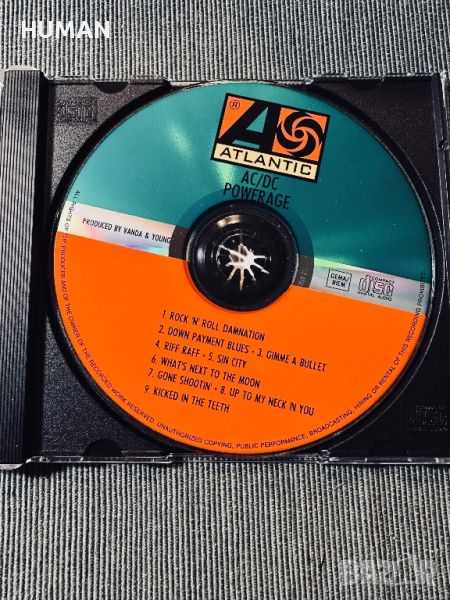 HUMAN
®
ATLANTIC
AC/DC
POWERAGE
PRODUCED BY VANDA & YOUNG
GEMA/
BIEM
COMPACT
disc
DIGITAL AUDIO
1. ROCK 'N' ROLL DAMNATION
2. DOWN PAYMENT BLUES · 3. GIMME A BULLET
4. RIFF RAFF · 5. SIN CITY
6. WHAT'S NEXT TO THE MOON
7. GONE SHOOTIN' · 8. UP TO MY NECK IN YOU
9. KICKED IN THE TEETH
ALL RIGHTS OF THE PRODUCER AND OF THE OWNER OF THE RECORDED WORK RESERVED. UNAUTHORIZED COPYING, PUBLIC PERFORMANCE, BROADCASTING, HIRING OR RENTAL OF THIS RECORDING PROHIBITED.